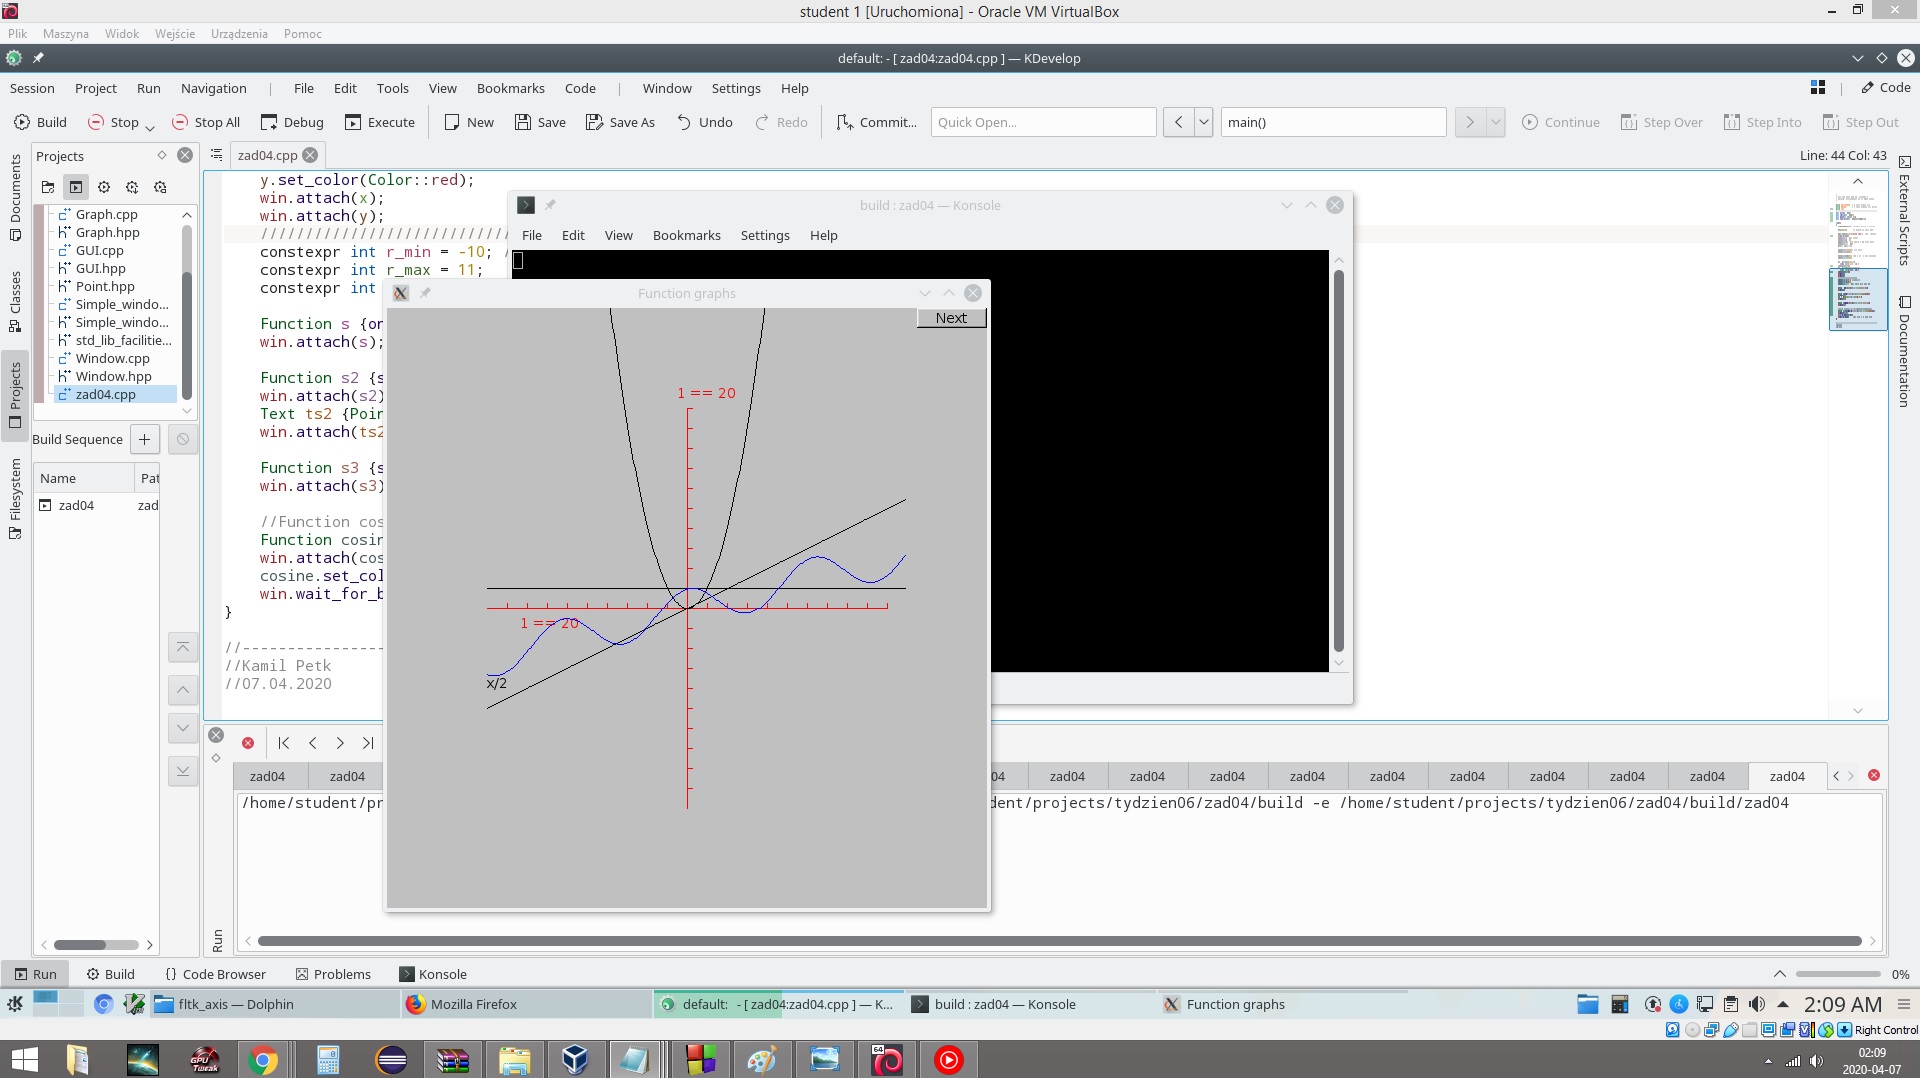 student 1 [Uruchomiona] - Oracle VM VirtualBox
Plik Maszyna Widok Wejście Urządzenia Pomoc
default: - [ zad04:zad04.cpp ] — KDevelop
Session Project Run Navigation | File Edit Tools View Bookmarks Code | Window Settings Help Code
Build Stop Stop All Debug Execute New Save Save As Undo Redo Commit... Quick Open... main() Continue Step Over Step Into Step Out
Documents
Classes
Projects
Filesystem
Projects
Graph.cpp
Graph.hpp
GUI.cpp
GUI.hpp
Point.hpp
Simple_windo...
Simple_windo...
std_lib_facilitie...
Window.cpp
Window.hpp
zad04.cpp
Build Sequence
Name Pat
zad04 zad
zad04.cpp
Line: 44 Col: 43
y.set_color(Color::red);
win.attach(x);
win.attach(y);
////////////////////////////
constexpr int r_min = -10; /
constexpr int r_max = 11;
constexpr int
Function s {or
win.attach(s);
Function s2 {s
win.attach(s2)
Text ts2 {Poin
win.attach(ts2
Function s3 {s
win.attach(s3)
//Function cos
Function cosin
win.attach(cos
cosine.set_col
win.wait_for_b
}
//----------------
//Kamil Petk
//07.04.2020
build : zad04 — Konsole
File Edit View Bookmarks Settings Help
Function graphs
Next
1 == 20
1 == 20
x/2
External Scripts
Documentation
zad04 zad04 04 zad04 zad04 zad04 zad04 zad04 zad04 zad04 zad04 zad04 zad04
/home/student/pr
dent/projects/tydzien06/zad04/build -e /home/student/projects/tydzien06/zad04/build/zad04
Run
Run Build {} Code Browser Problems Konsole 0%
fltk_axis — Dolphin Mozilla Firefox default: - [ zad04:zad04.cpp ] — K... build : zad04 — Konsole Function graphs 2:09 AM
Right Control
GPU Tweak
64
02:09
2020-04-07